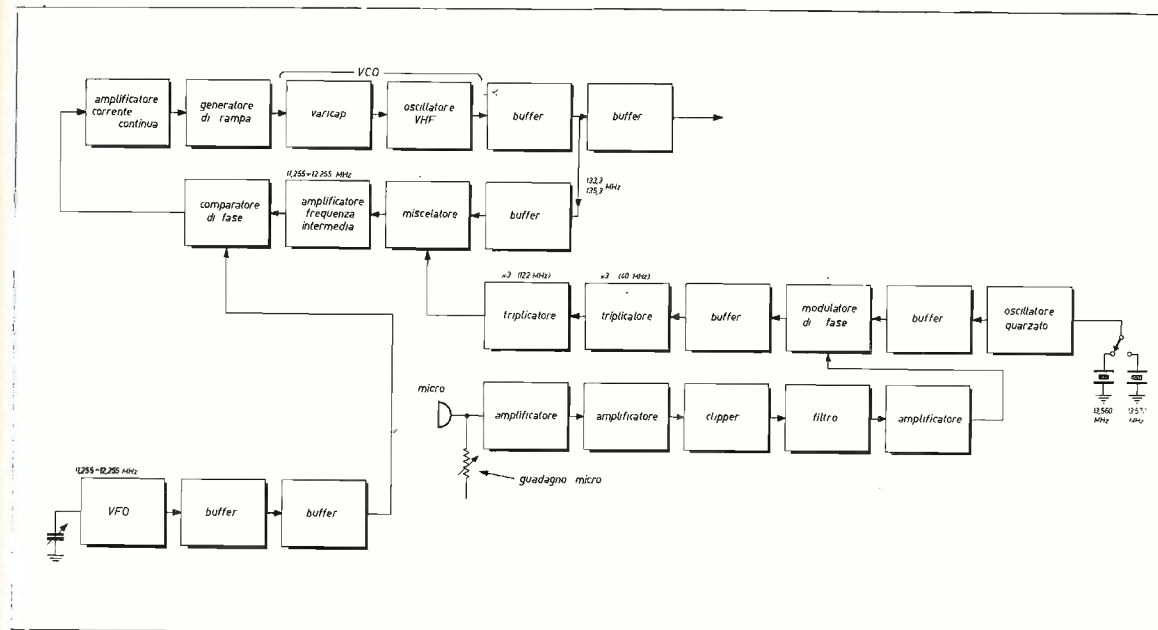 VCO
amplificatore
corrente
continua
generatore
di rampa
varicap
oscillatore
VHF
buffer
buffer
11,255÷12,255 MHz
133,3
135,3 MHz
comparatore
di fase
amplificatore
frequenza
intermedia
miscelatore
buffer
x3 (122 MHz)
x3 (40 MHz)
triplicatore
triplicatore
buffer
modulatore
di fase
buffer
oscillatore
quarzato
13,560
MHz
MHz
micro
amplificatore
amplificatore
clipper
filtro
amplificatore
guadagno micro
11,255÷12,255 MHz
VFO
buffer
buffer